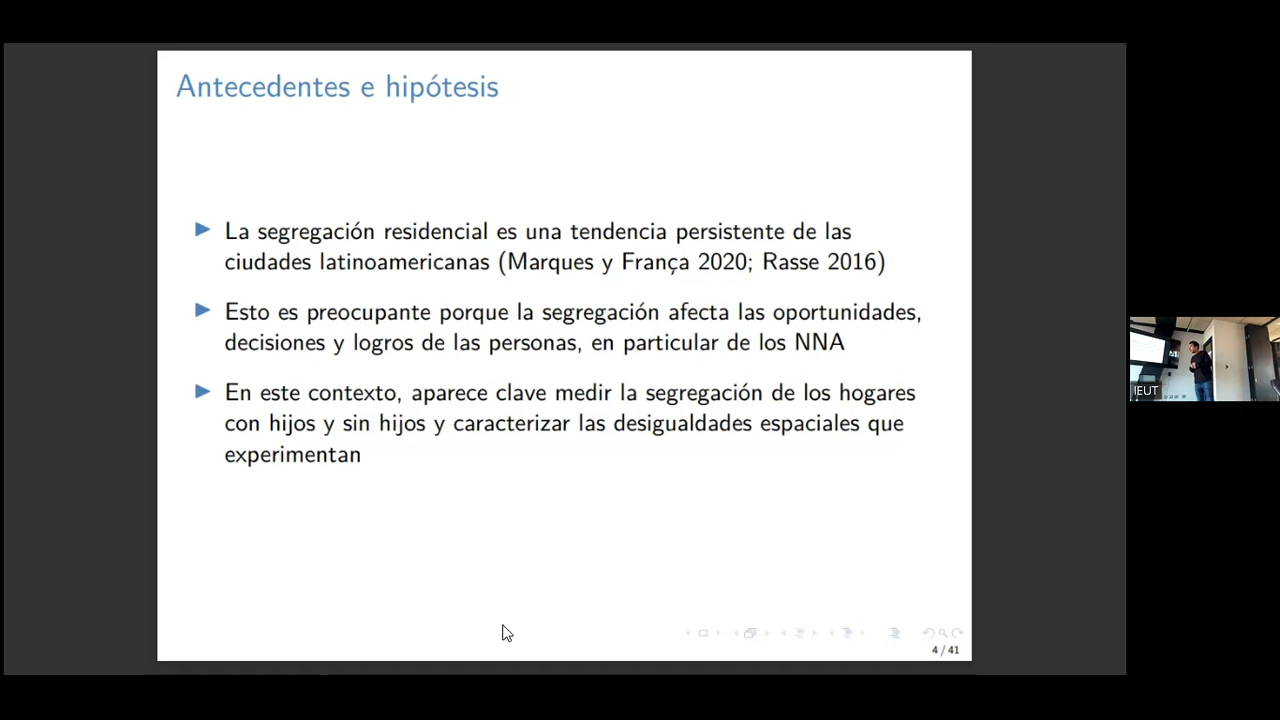 Antecedentes e hipótesis
La segregación residencial es una tendencia persistente de las
ciudades latinoamericanas (Marques y França 2020; Rasse 2016)
Esto es preocupante porque la segregación afecta las oportunidades,
decisiones y logros de las personas, en particular de los NNA
En este contexto, aparece clave medir la segregación de los hogares
con hijos y sin hijos y caracterizar las desigualdades espaciales que
experimentan
4 / 41
IEUT